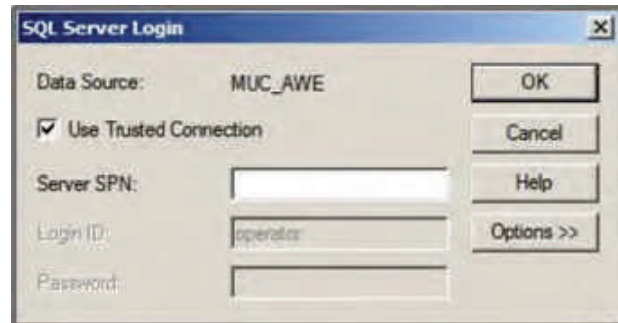 SQL Server Login
Data Source: MUC_AWE
OK
Use Trusted Connection
Cancel
Server SPN:
Help
Login ID: operator
Options >>
Password: